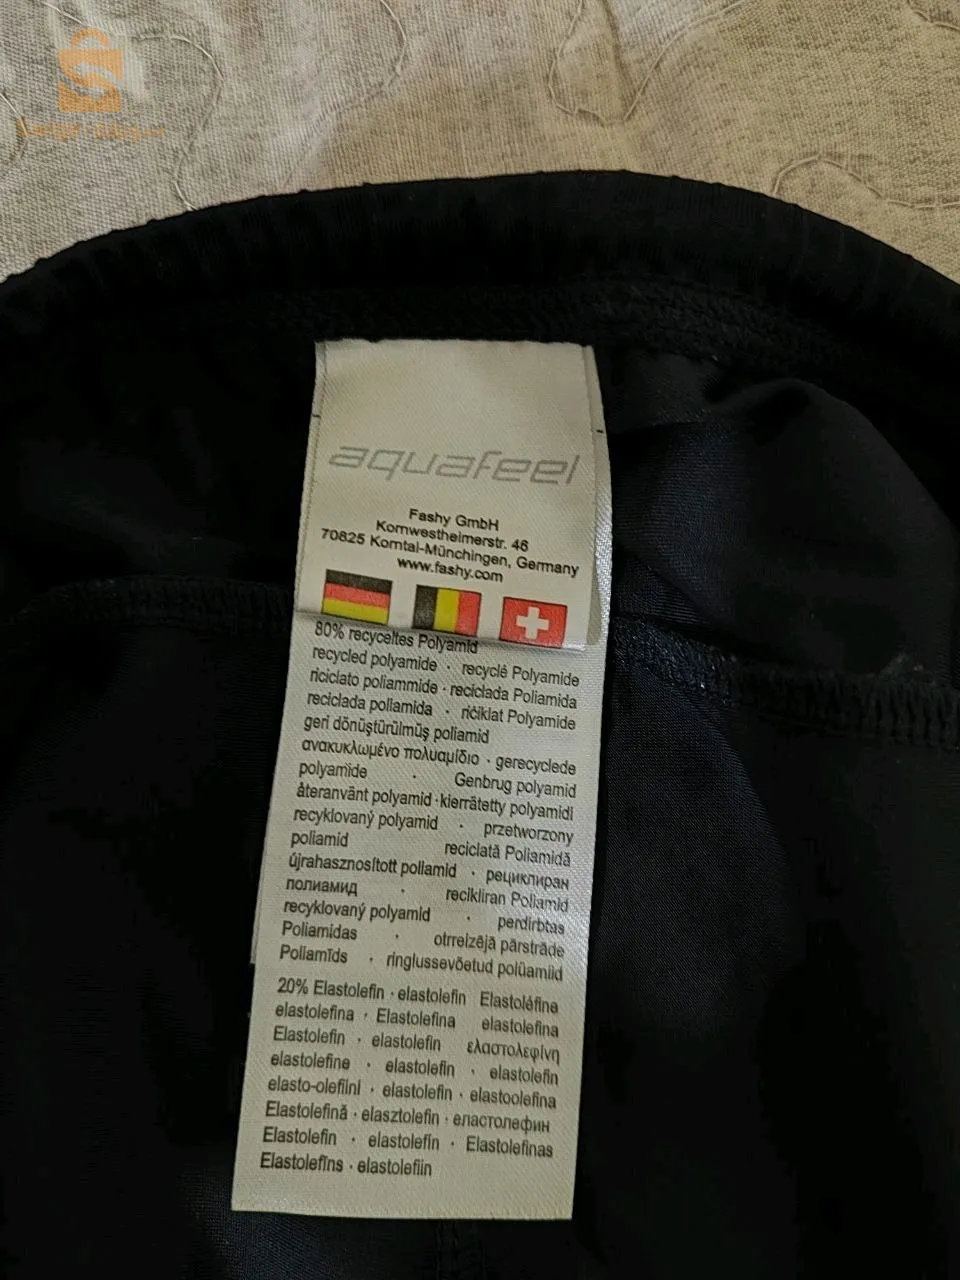 aquafeel
Fashy GmbH
Kornwestheimerstr. 46
70825 Korntal-Münchingen, Germany
www.fashy.com
80% recyceltes Polyamid
recycled polyamide · recyclé Polyamide
riciclato poliammide · reciclada Poliamida
reciclada poliamida · riciklat Polyamide
geri dönüştürülmüş poliamid
ανακυκλωμένο πολυαμίδιο · gerecyclede
polyamide · Genbrug polyamid
återanvänt polyamid · kierrätetty polyamidi
recyklovaný polyamid · przetworzony
poliamid reciclată Poliamidă
újrahasznosított poliamid · рециклиран
полиамид · recikliran Poliamid
recyklovaný polyamid · perdirbtas
Poliamidas · otrreizējā pārstrāde
Poliamīds · ringlussevõetud polüamiid
20% Elastolefin · elastolefin Elastoléfine
elastolefina · Elastolefina elastolefina
Elastolefin · elastolefin ελαστολεφίνη
elastolefine · elastolefin · elastolefin
elasto-olefiini · elastolefin · elastoolefina
Elastolefină · elasztolefin · еластолефин
Elastolefin · elastolefin · Elastolefinas
Elastolefīns · elastolefiin